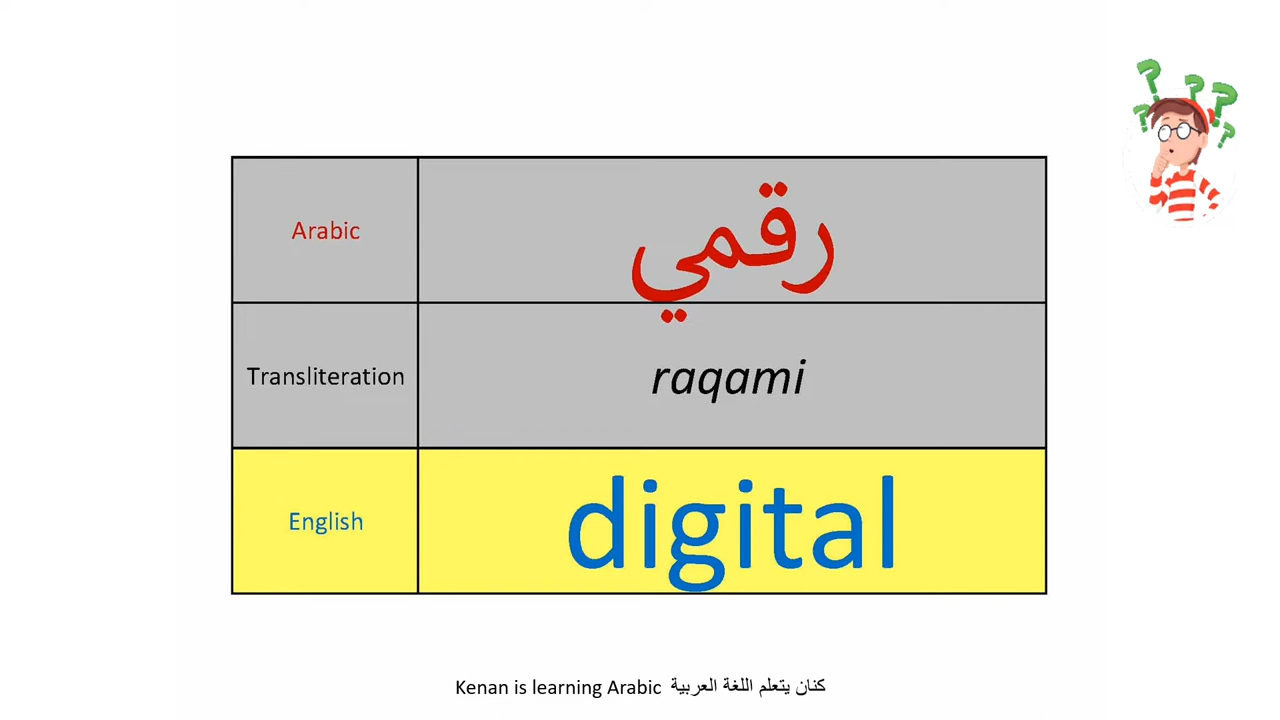 Arabic رقمي
Transliteration raqami
English digital
Kenan is learning Arabic كنان يتعلم اللغة العربية